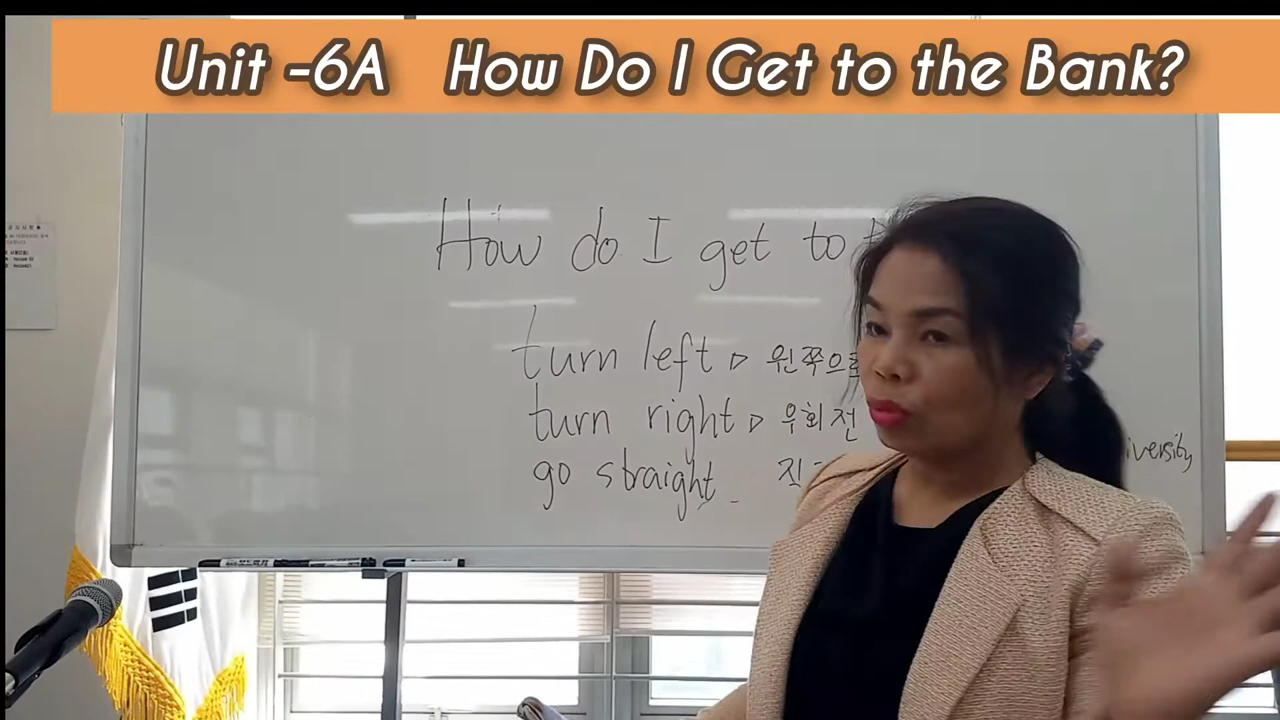 Unit -6A How Do I Get to the Bank?
How do I get to
turn left ▷ 왼쪽으로
turn right ▷ 우회전
go straight
iversity